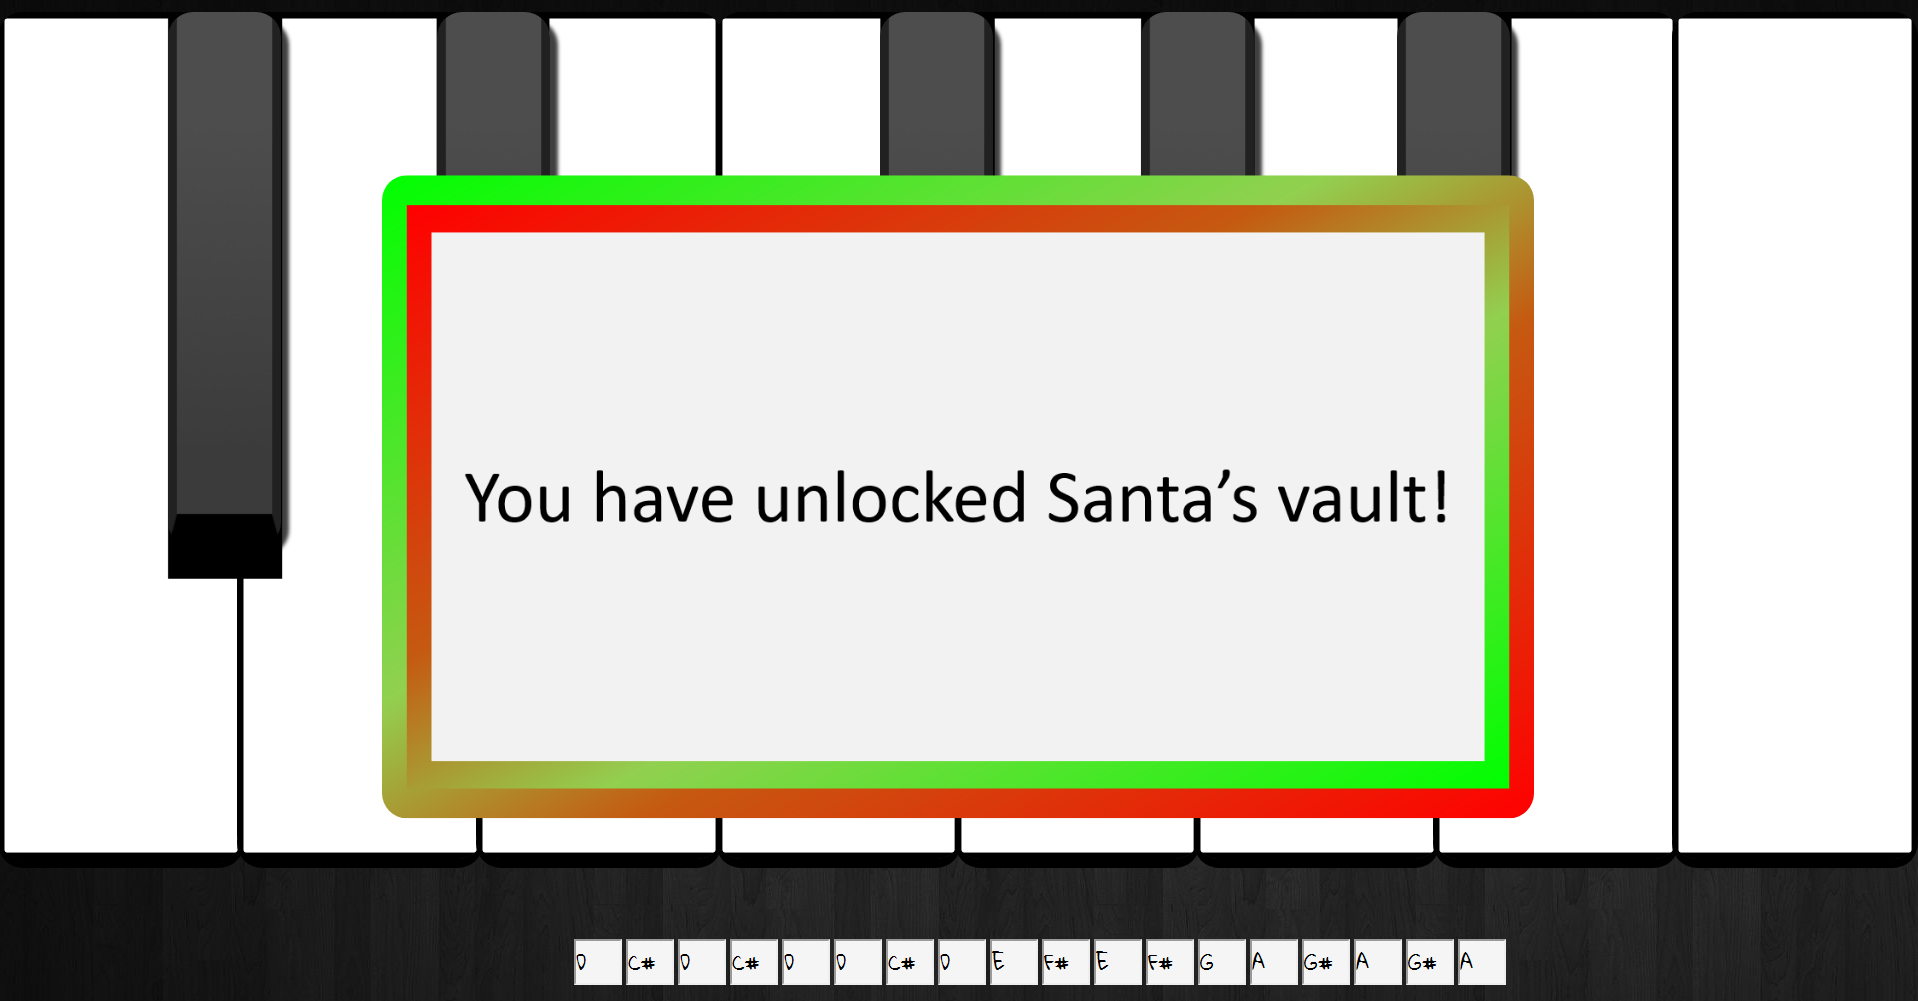 You have unlocked Santa’s vault!
D C# D C# D D C# D E F# E F# G A G# A G# A